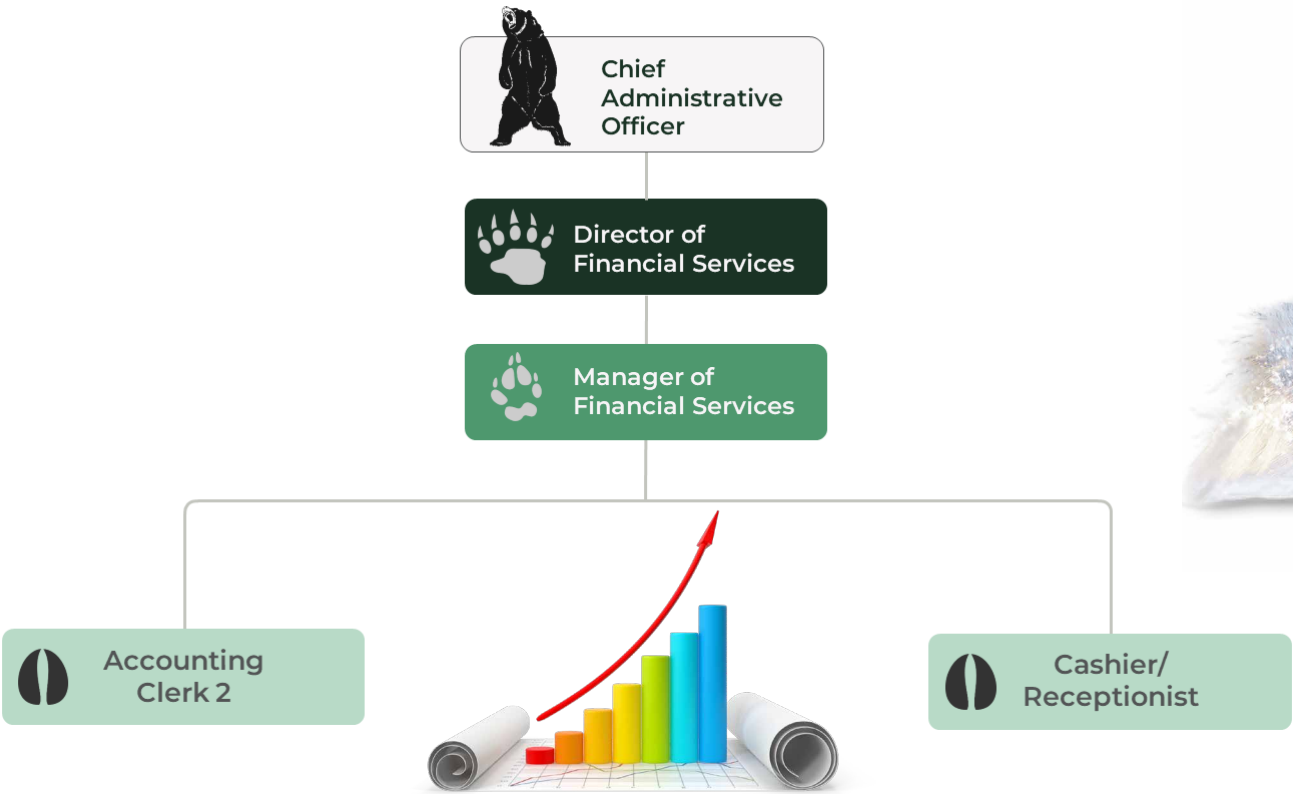 Chief
Administrative
Officer
Director of
Financial Services
Manager of
Financial Services
Accounting
Clerk 2
Cashier/
Receptionist